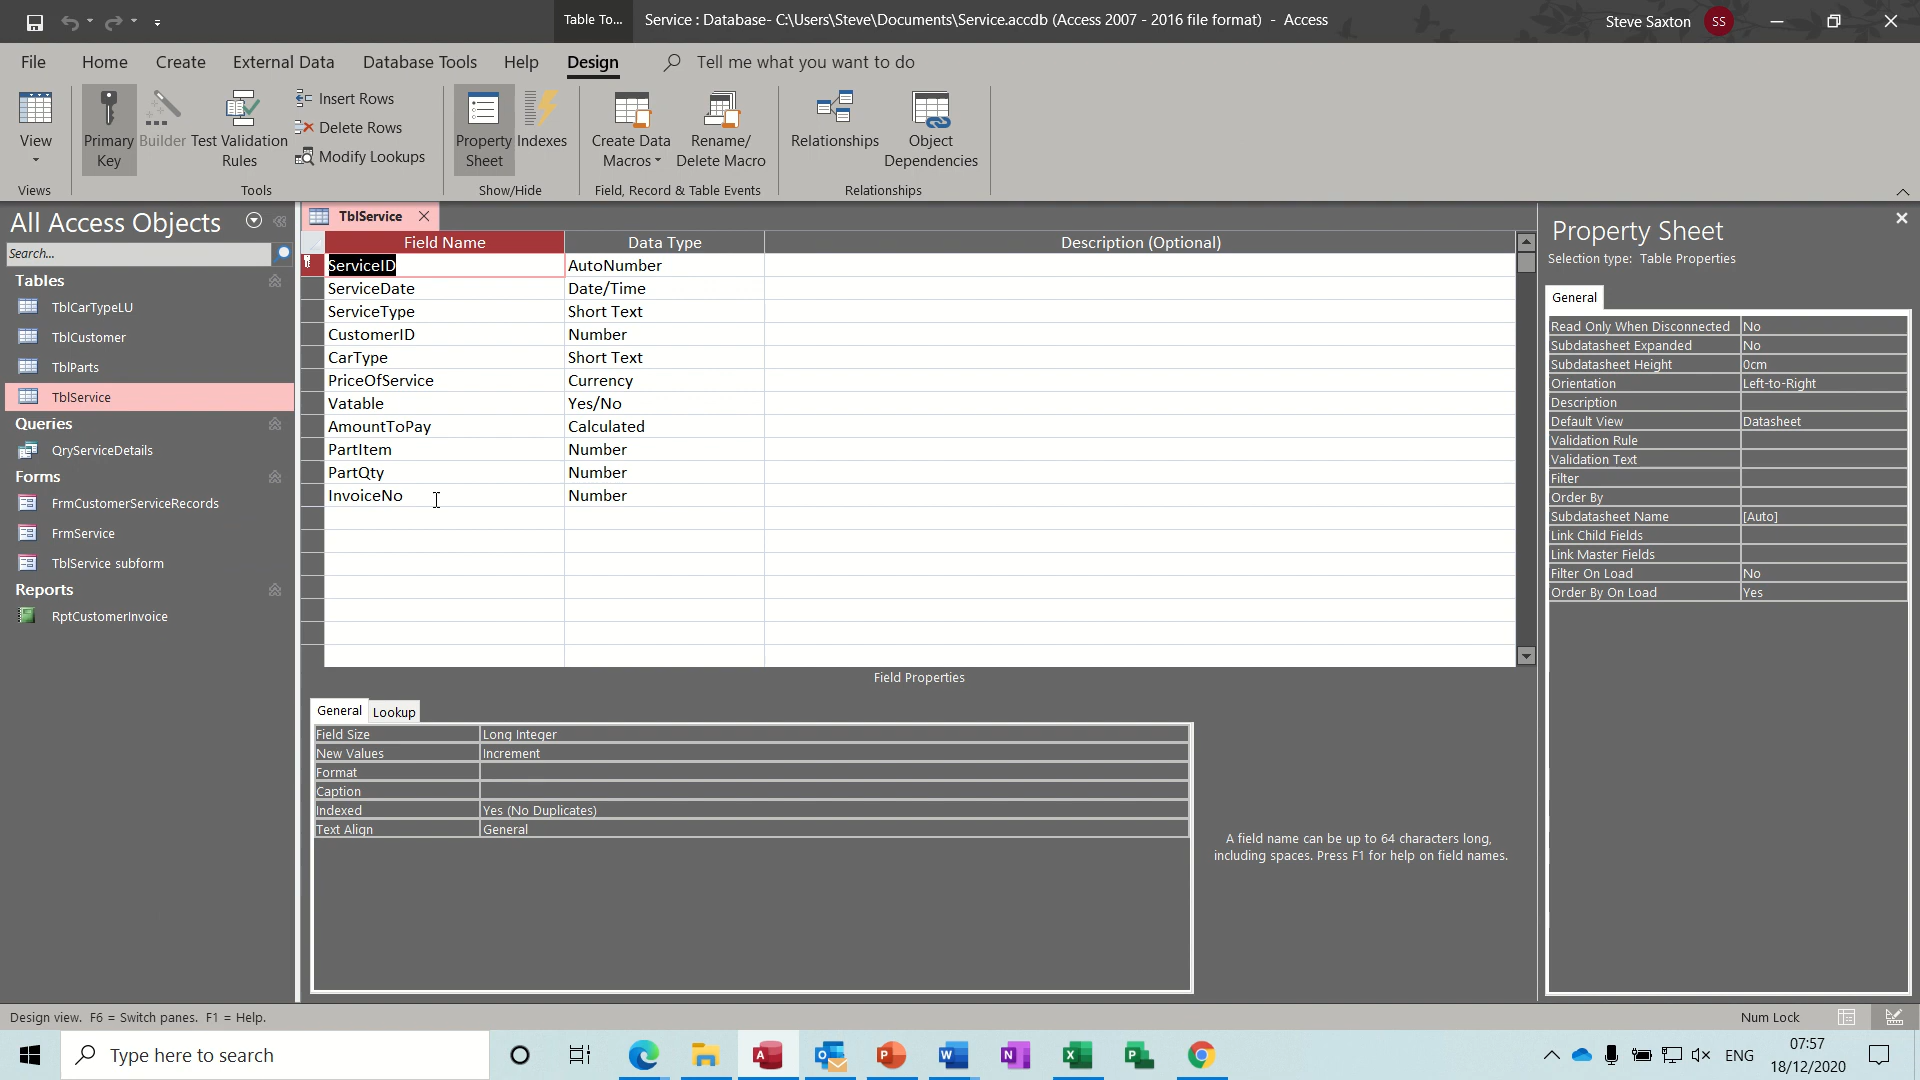 Table To...
Service : Database- C:\Users\Steve\Documents\Service.accdb (Access 2007 - 2016 file format) - Access
Steve Saxton
SS
File
Home
Create
External Data
Database Tools
Help
Design
Tell me what you want to do
View
Primary
Key
Builder
Test Validation
Rules
Insert Rows
Delete Rows
Modify Lookups
Property
Sheet
Indexes
Create Data
Macros
Rename/
Delete Macro
Relationships
Object
Dependencies
Views
Tools
Show/Hide
Field, Record & Table Events
Relationships
All Access Objects
Search...
Tables
TblCarTypeLU
TblCustomer
TblParts
TblService
Queries
QryServiceDetails
Forms
FrmCustomerServiceRecords
FrmService
TblService subform
Reports
RptCustomerInvoice
TblService
Field Name Data Type Description (Optional)
ServiceID AutoNumber
ServiceDate Date/Time
ServiceType Short Text
CustomerID Number
CarType Short Text
PriceOfService Currency
Vatable Yes/No
AmountToPay Calculated
PartItem Number
PartQty Number
InvoiceNo Number
Field Properties
General Lookup
Field Size Long Integer
New Values Increment
Format
Caption
Indexed Yes (No Duplicates)
Text Align General
A field name can be up to 64 characters long,
including spaces. Press F1 for help on field names.
Property Sheet
Selection type: Table Properties
General
Read Only When Disconnected No
Subdatasheet Expanded No
Subdatasheet Height 0cm
Orientation Left-to-Right
Description
Default View Datasheet
Validation Rule
Validation Text
Filter
Order By
Subdatasheet Name [Auto]
Link Child Fields
Link Master Fields
Filter On Load No
Order By On Load Yes
Design view. F6 = Switch panes. F1 = Help.
Num Lock
Type here to search
ENG
07:57
18/12/2020